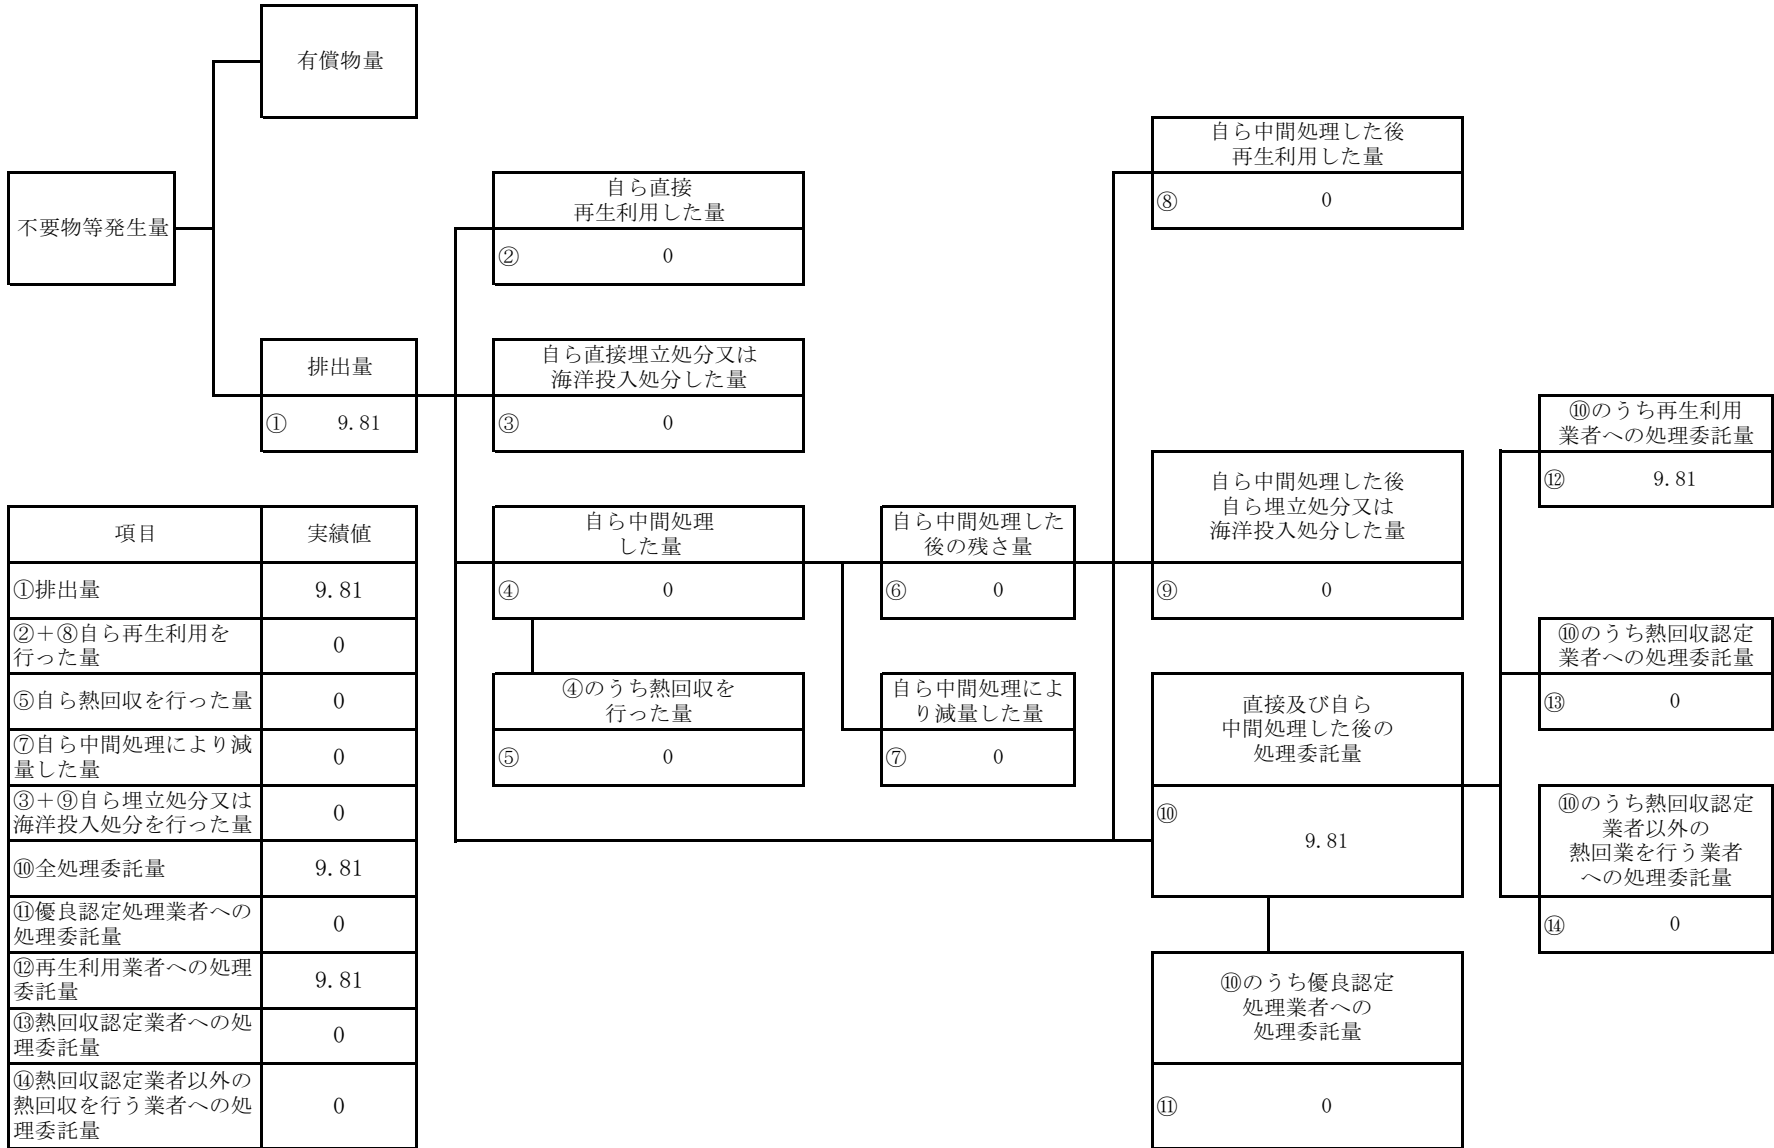 有償物量
不要物等発生量
排出量
① 9.81
自ら直接
再生利用した量
② 0
自ら直接埋立処分又は
海洋投入処分した量
③ 0
自ら中間処理
した量
④ 0
④のうち熱回収を
行った量
⑤ 0
自ら中間処理した
後の残さ量
⑥ 0
自ら中間処理によ
り減量した量
⑦ 0
自ら中間処理した後
再生利用した量
⑧ 0
自ら中間処理した後
自ら埋立処分又は
海洋投入処分した量
⑨ 0
直接及び自ら
中間処理した後の
処理委託量
⑩
9.81
⑩のうち優良認定
処理業者への
処理委託量
⑪ 0
⑩のうち再生利用
業者への処理委託量
⑫ 9.81
⑩のうち熱回収認定
業者への処理委託量
⑬ 0
⑩のうち熱回収認定
業者以外の
熱回業を行う業者
への処理委託量
⑭ 0
項目 実績値
①排出量 9.81
②+⑧自ら再生利用を
行った量 0
⑤自ら熱回収を行った量 0
⑦自ら中間処理により減
量した量 0
③+⑨自ら埋立処分又は
海洋投入処分を行った量 0
⑩全処理委託量 9.81
⑪優良認定処理業者への
処理委託量 0
⑫再生利用業者への処理
委託量 9.81
⑬熱回収認定業者への処
理委託量 0
⑭熱回収認定業者以外の
熱回収を行う業者への処
理委託量 0